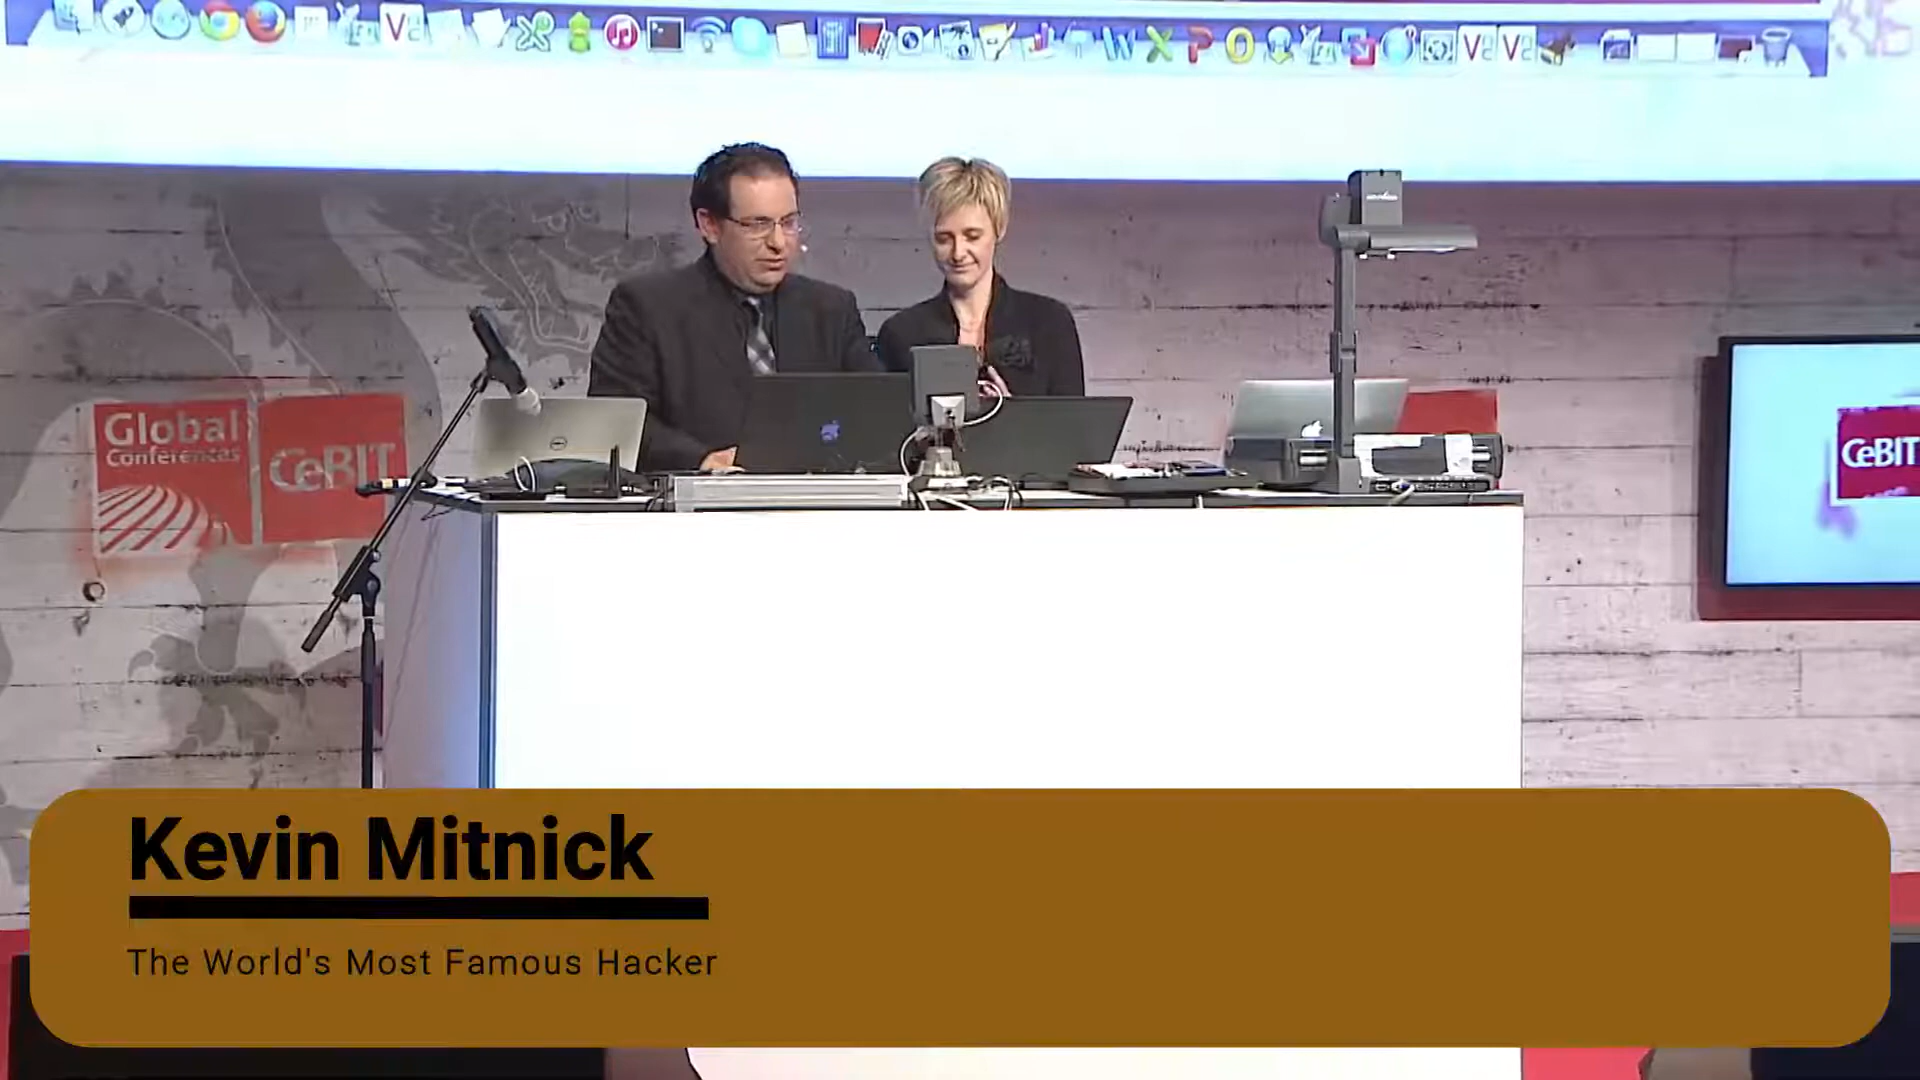 Global
Conferences
CeBIT
CeBIT
Kevin Mitnick
The World's Most Famous Hacker